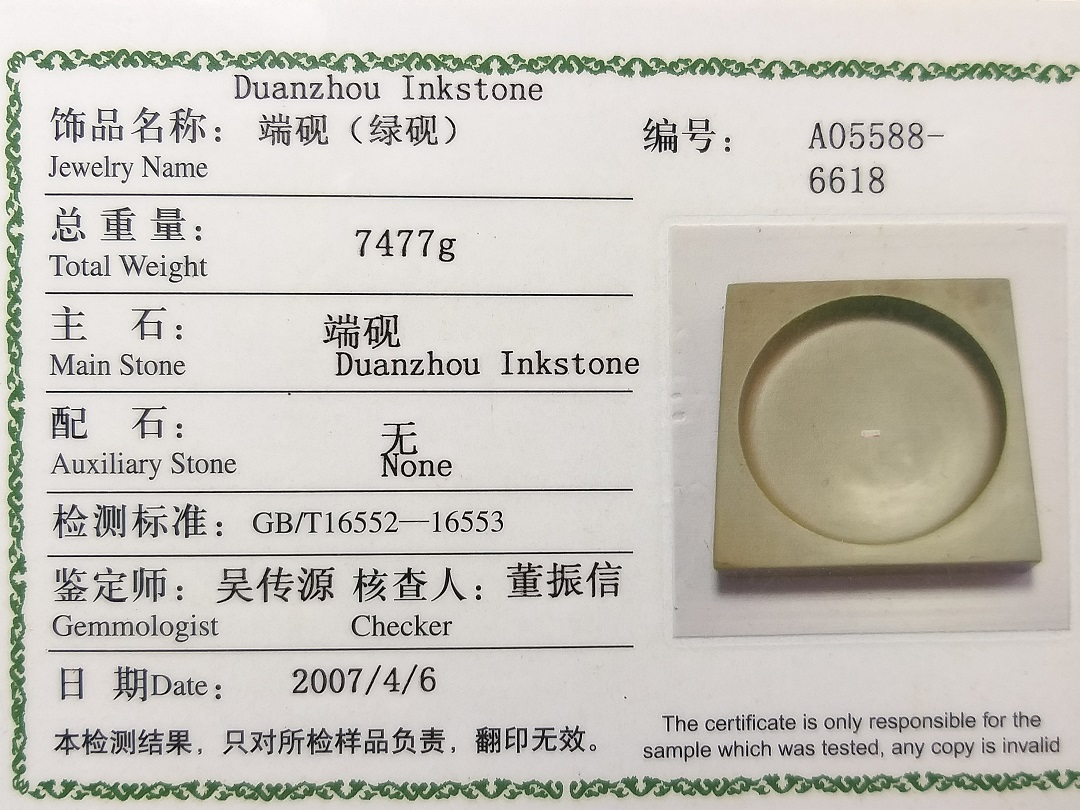 Duanzhou Inkstone
饰品名称： 端砚（绿砚）
Jewelry Name
编号： A05588-
6618
总 重 量： 7477g
Total Weight
主 石： 端砚
Main Stone Duanzhou Inkstone
配 石： 无
Auxiliary Stone None
检测标准：GB/T16552—16553
鉴定师：吴传源 核查人：董振信
Gemmologist Checker
日 期Date： 2007/4/6
本检测结果，只对所检样品负责，翻印无效。
The certificate is only responsible for the
sample which was tested, any copy is invalid